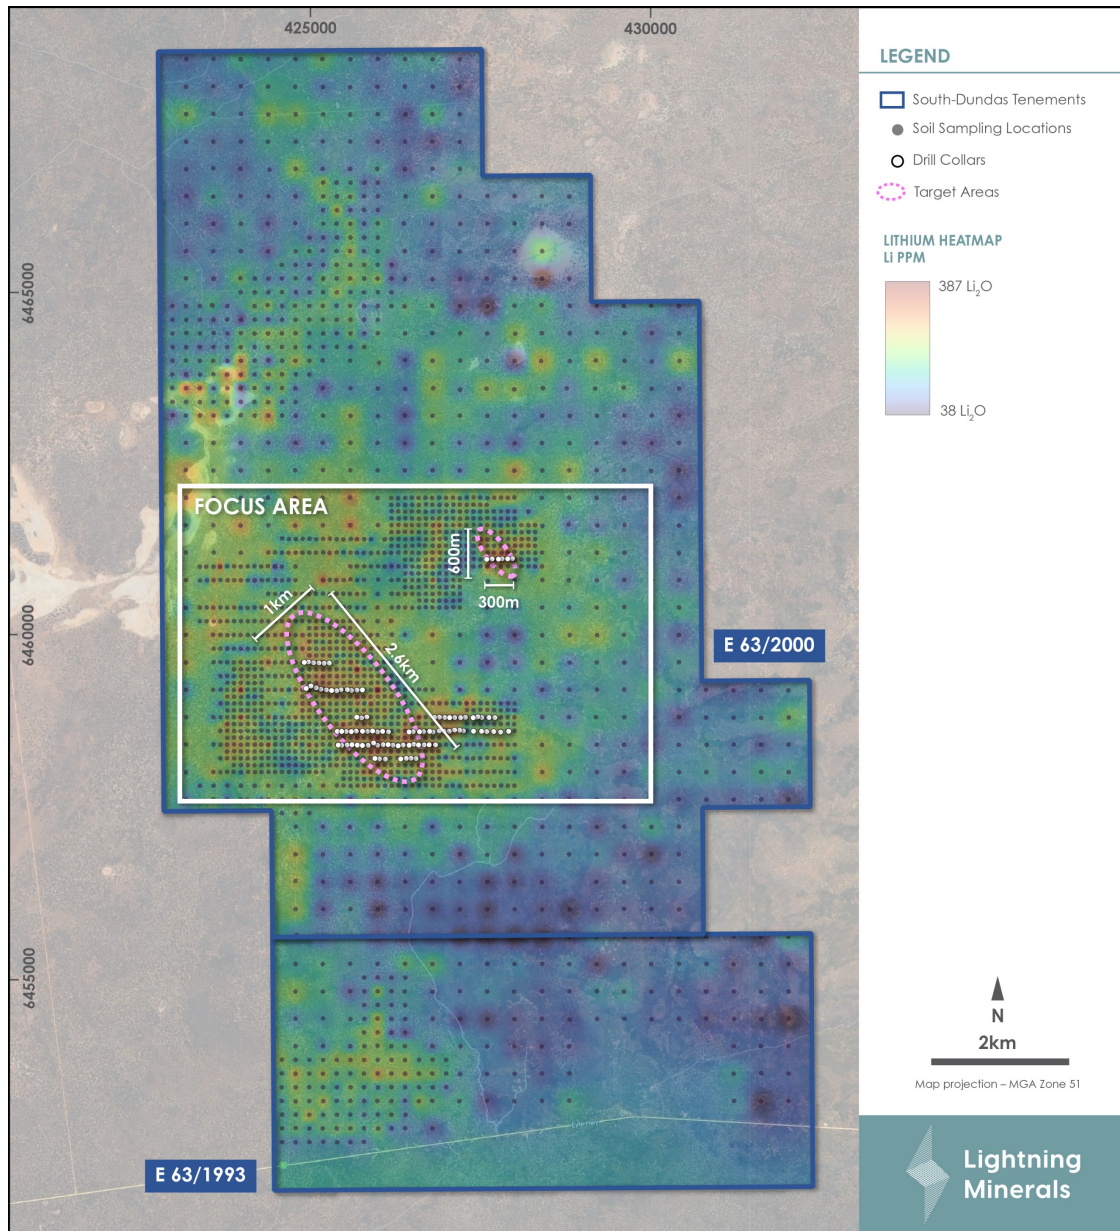 425000
430000
LEGEND
South-Dundas Tenements
Soil Sampling Locations
Drill Collars
Target Areas
LITHIUM HEATMAP
Li PPM
387 Li₂O
38 Li₂O
6465000
FOCUS AREA
600m
300m
1km
2.6km
6460000
E 63/2000
6455000
N
2km
Map projection – MGA Zone 51
E 63/1993
Lightning
Minerals